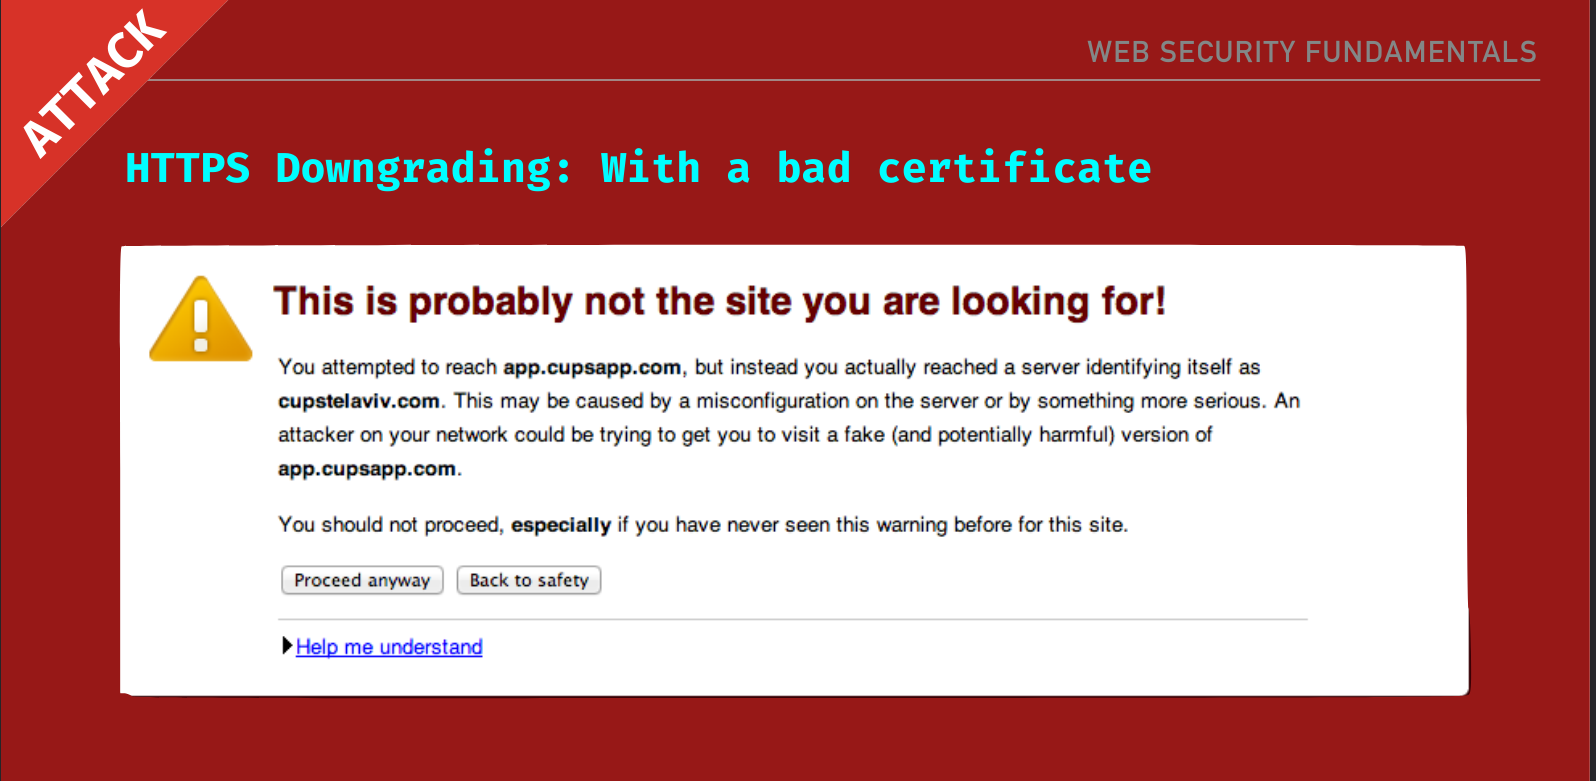 ATTACK
WEB SECURITY FUNDAMENTALS
HTTPS Downgrading: With a bad certificate
This is probably not the site you are looking for!
You attempted to reach app.cupsapp.com, but instead you actually reached a server identifying itself as
cupstelaviv.com. This may be caused by a misconfiguration on the server or by something more serious. An
attacker on your network could be trying to get you to visit a fake (and potentially harmful) version of
app.cupsapp.com.
You should not proceed, especially if you have never seen this warning before for this site.
Proceed anyway Back to safety
Help me understand